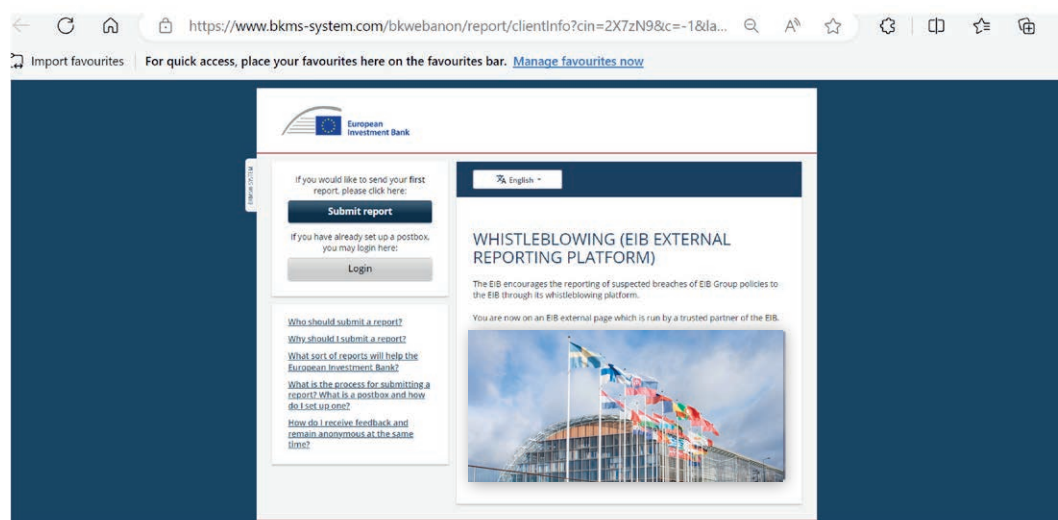 https://www.bkms-system.com/bkwebanon/report/clientInfo?cin=2X7zN9&c=-1&la...
Import favourites
For quick access, place your favourites here on the favourites bar. Manage favourites now
European
Investment Bank
If you would like to send your first
report, please click here:
Submit report
If you have already set up a postbox,
you may login here:
Login
Who should submit a report?
Why should I submit a report?
What sort of reports will help the
European Investment Bank?
What is the process for submitting a
report? What is a postbox and how
do I set up one?
How do I receive feedback and
remain anonymous at the same
time?
English
WHISTLEBLOWING (EIB EXTERNAL
REPORTING PLATFORM)
The EIB encourages the reporting of suspected breaches of EIB Group policies to
the EIB through its whistleblowing platform.
You are now on an EIB external page which is run by a trusted partner of the EIB.